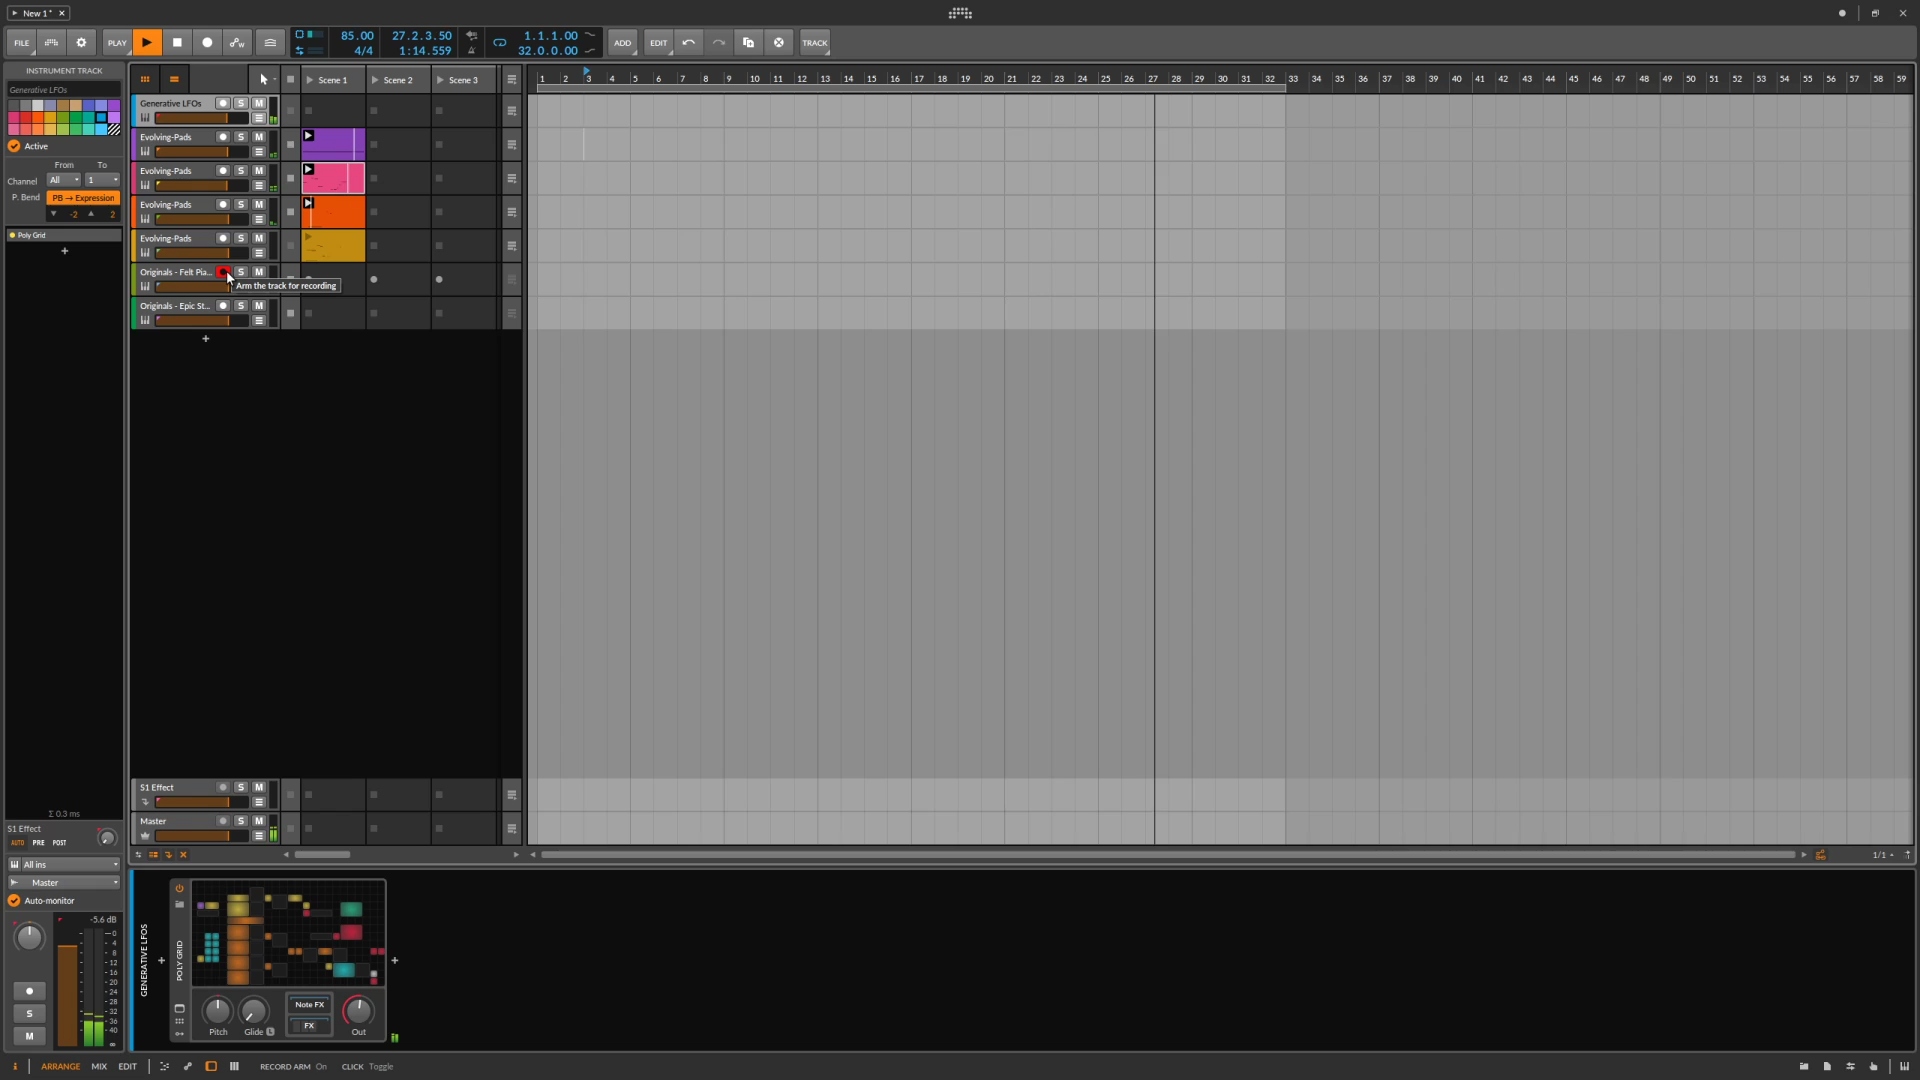 New 1*
FILE PLAY 85.00 4/4 27.2.3.50 1:14.559 1.1.1.00 32.0.0.00 ADD EDIT TRACK
INSTRUMENT TRACK
Generative LFOs
Active
From To
Channel All 1
P. Bend PB → Expression
-2 2
Poly Grid
Σ 0.3 ms
S1 Effect
AUTO PRE POST
All ins
Master
Auto-monitor
-5.6 dB
0
4
8
12
16
20
24
28
32
36
40
∞
S
M
Scene 1 Scene 2 Scene 3
Generative LFOs S M
Evolving-Pads S M
Evolving-Pads S M
Evolving-Pads S M
Evolving-Pads S M
Originals - Felt Pia... S M
Arm the track for recording
Originals - Epic St... S M
S1 Effect S M
Master S M
1 2 3 4 5 6 7 8 9 10 11 12 13 14 15 16 17 18 19 20 21 22 23 24 25 26 27 28 29 30 31 32 33 34 35 36 37 38 39 40 41 42 43 44 45 46 47 48 49 50 51 52 53 54 55 56 57 58 59
1/1
GENERATIVE LFOS
POLY GRID
Note FX
FX
Pitch Glide L Out
i ARRANGE MIX EDIT RECORD ARM On CLICK Toggle